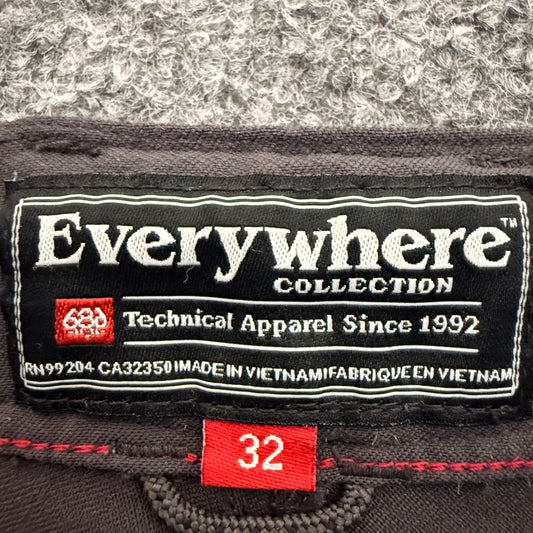 Everywhere™
COLLECTION
686 Technical Apparel Since 1992
RN99204 CA32350 | MADE IN VIETNAM | FABRIQUE EN VIETNAM
32